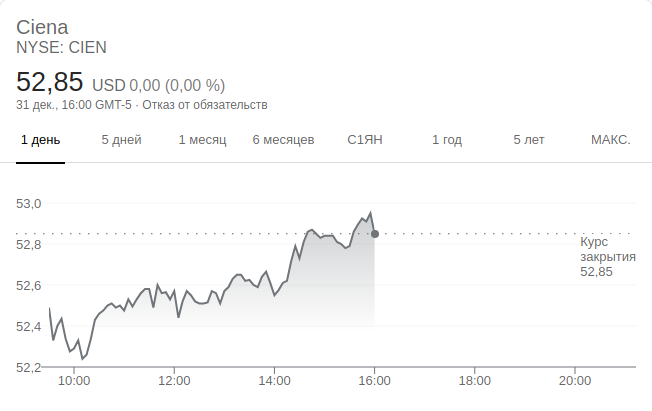 Ciena
NYSE: CIEN
52,85 USD 0,00 (0,00 %)
31 дек., 16:00 GMT-5 · Отказ от обязательств
1 день 5 дней 1 месяц 6 месяцев С1ЯН 1 год 5 лет МАКС.
53,0
52,8
52,6
52,4
52,2
Курс
закрытия
52,85
10:00 12:00 14:00 16:00 18:00 20:00